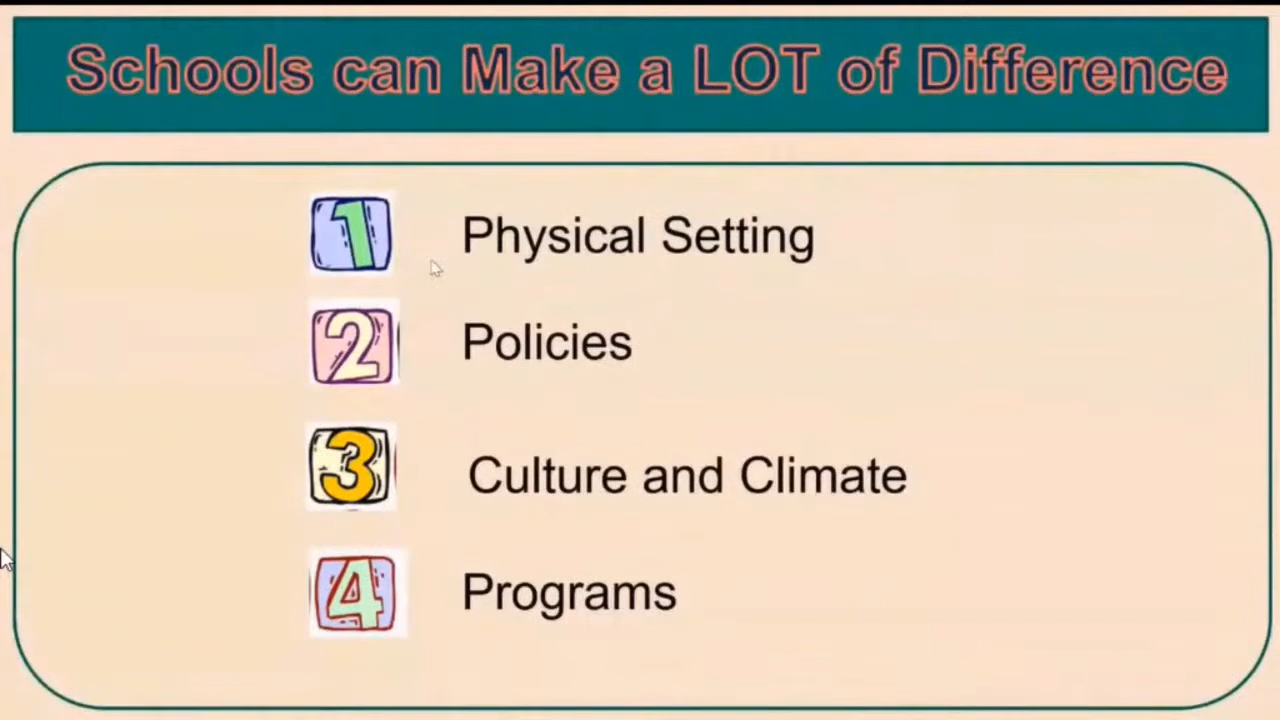 Schools can Make a LOT of Difference
1 Physical Setting
2 Policies
3 Culture and Climate
4 Programs